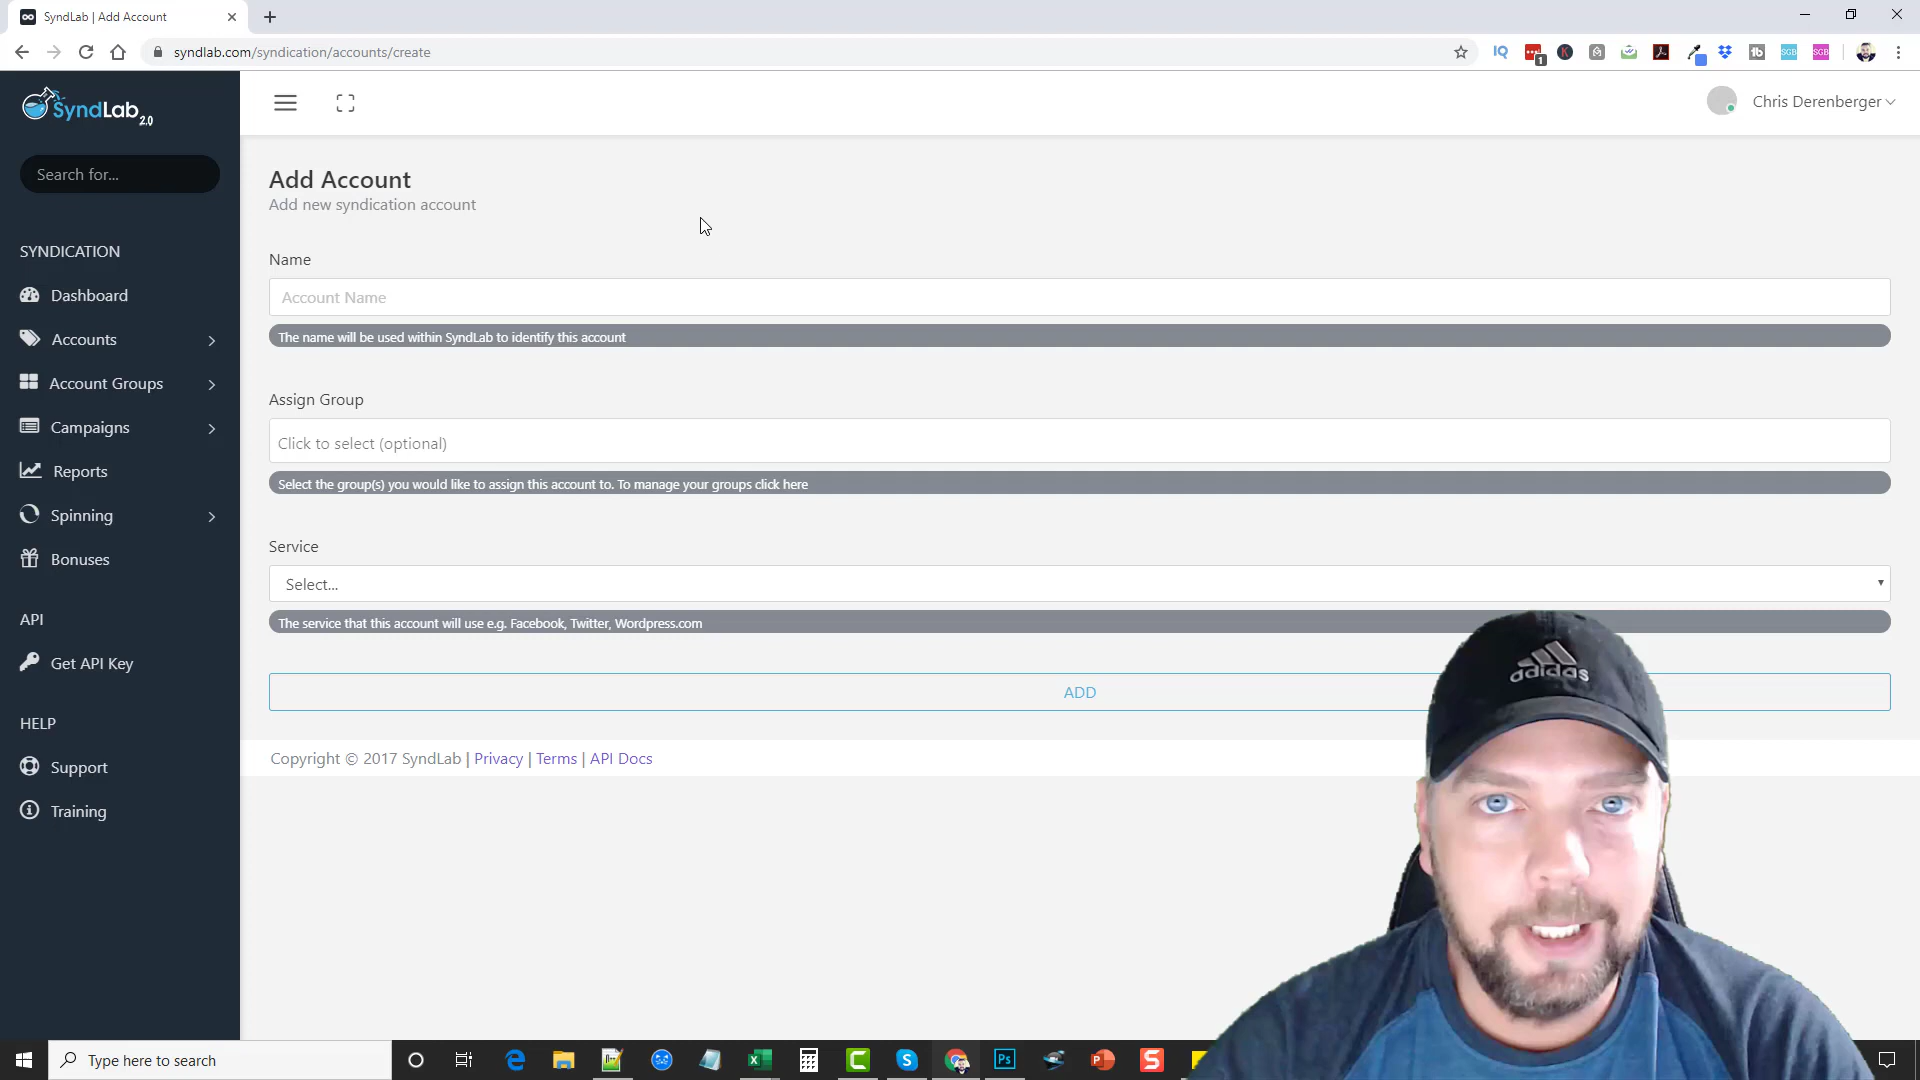 SyndLab | Add Account
syndlab.com/syndication/accounts/create
SyndLab 2.0
Chris Derenberger
Search for...
SYNDICATION
Dashboard
Accounts
Account Groups
Campaigns
Reports
Spinning
Bonuses
API
Get API Key
HELP
Support
Training
Add Account
Add new syndication account
Name
Account Name
The name will be used within SyndLab to identify this account
Assign Group
Click to select (optional)
Select the group(s) you would like to assign this account to. To manage your groups click here
Service
Select...
The service that this account will use e.g. Facebook, Twitter, Wordpress.com
ADD
Copyright © 2017 SyndLab | Privacy | Terms | API Docs
adidas
Type here to search